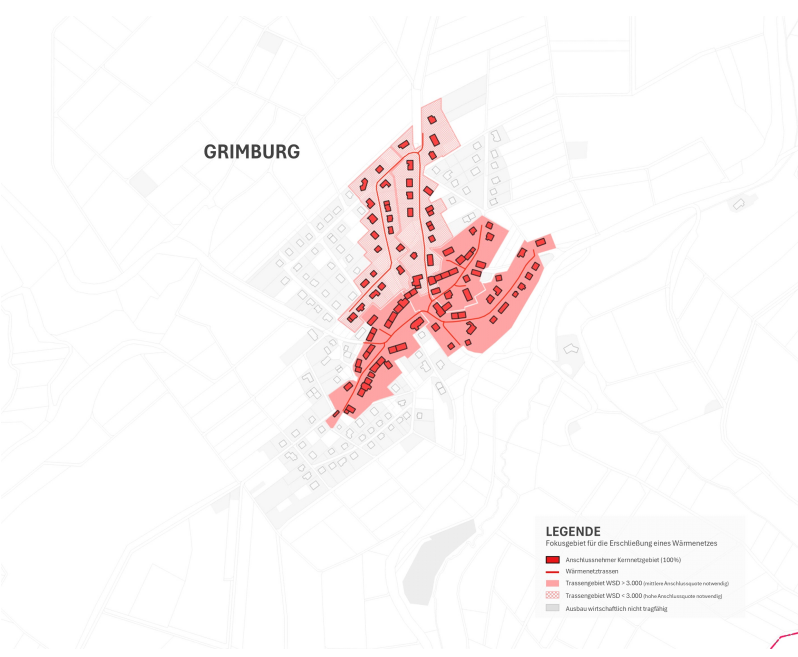 GRIMBURG
LEGENDE
Fokusgebiet für die Erschließung eines Wärmenetzes
Anschlussnehmer Kernnetzgebiet (100%)
Wärmenetztrassen
Trassengebiet WSD > 3.000 (mittlere Anschlussquote notwendig)
Trassengebiet WSD < 3.000 (hohe Anschlussquote notwendig)
Ausbau wirtschaftlich nicht tragfähig